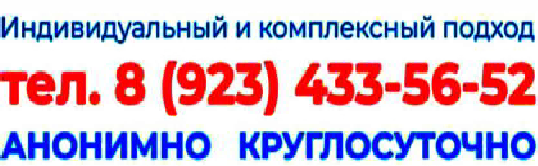 Индивидуальный и комплексный подход
тел. 8 (923) 433-56-52
АНОНИМНО КРУГЛОСУТОЧНО